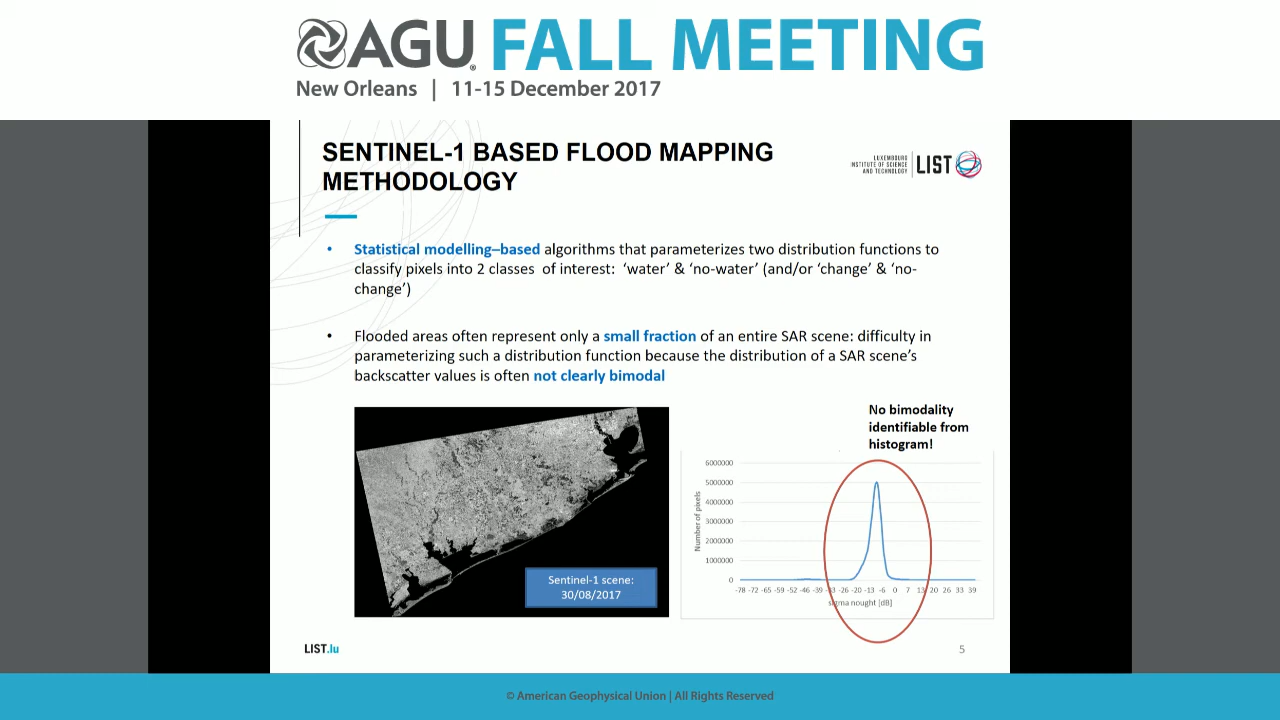 AGU FALL MEETING
New Orleans | 11-15 December 2017
SENTINEL-1 BASED FLOOD MAPPING
METHODOLOGY
LUXEMBOURG
INSTITUTE OF SCIENCE
AND TECHNOLOGY
LIST
• Statistical modelling–based algorithms that parameterizes two distribution functions to
classify pixels into 2 classes of interest: ‘water’ & ‘no-water’ (and/or ‘change’ & ‘no-
change’)
• Flooded areas often represent only a small fraction of an entire SAR scene: difficulty in
parameterizing such a distribution function because the distribution of a SAR scene’s
backscatter values is often not clearly bimodal
Sentinel-1 scene:
30/08/2017
No bimodality
identifiable from
histogram!
Number of pixels
6000000
5000000
4000000
3000000
2000000
1000000
0
-78 -72 -65 -59 -52 -46 -39 -33 -26 -20 -13 -6 0 7 13 20 26 33 39
sigma nought [dB]
LIST.lu
5
© American Geophysical Union | All Rights Reserved